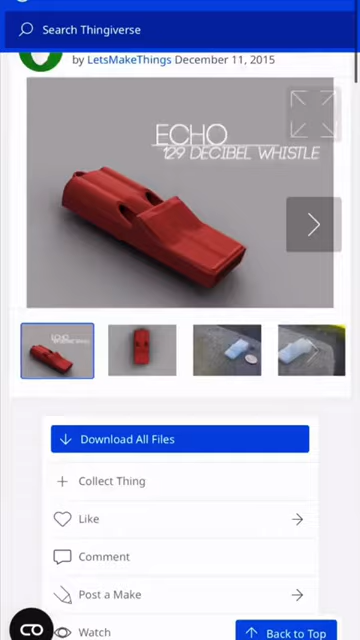 Search Thingiverse
by LetsMakeThings December 11, 2015
ECHO
129 DECIBEL WHISTLE
Download All Files
Collect Thing
Like
Comment
Post a Make
Watch
Back to Top